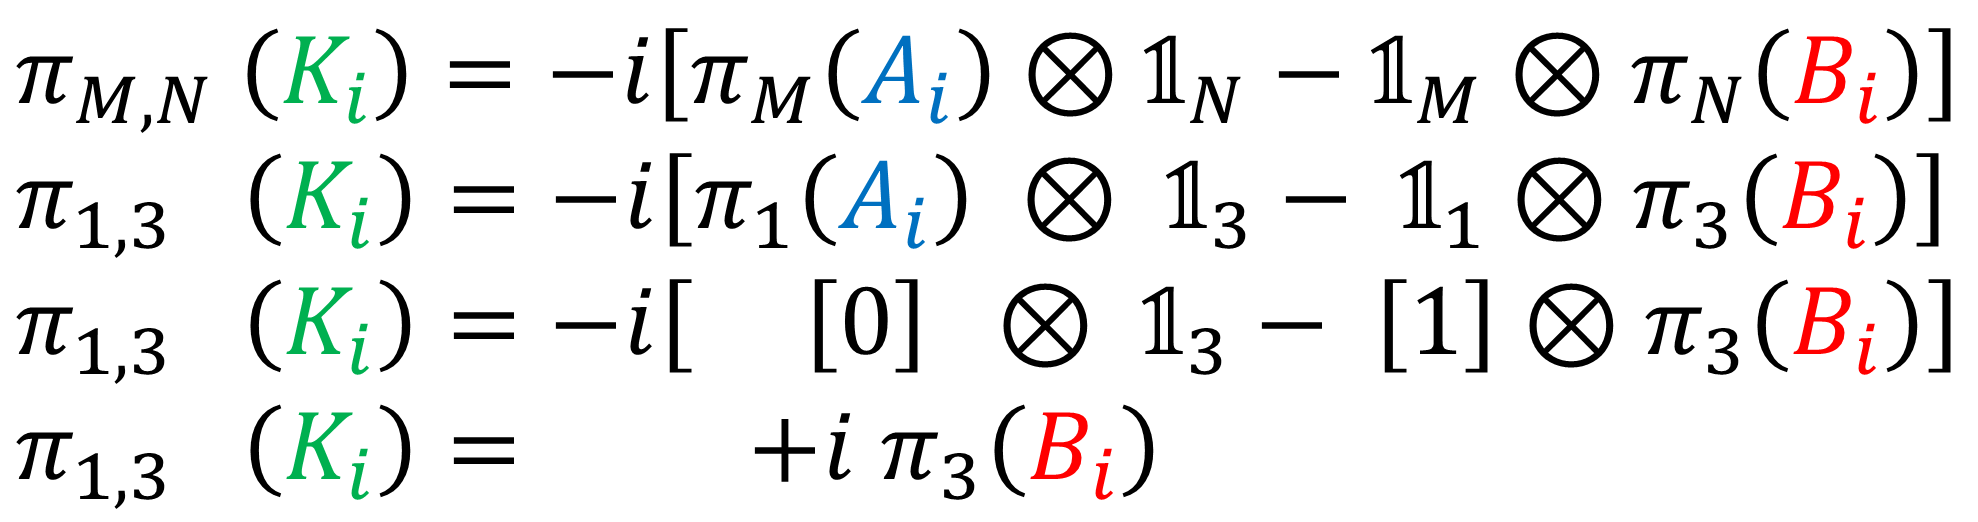 π_{M,N} (K_i) = −i[π_M(A_i) ⊗ 𝟙_N − 𝟙_M ⊗ π_N(B_i)]
π_{1,3} (K_i) = −i[π_1(A_i) ⊗ 𝟙_3 − 𝟙_1 ⊗ π_3(B_i)]
π_{1,3} (K_i) = −i[ [0] ⊗ 𝟙_3 − [1] ⊗ π_3(B_i)]
π_{1,3} (K_i) = +i π_3(B_i)